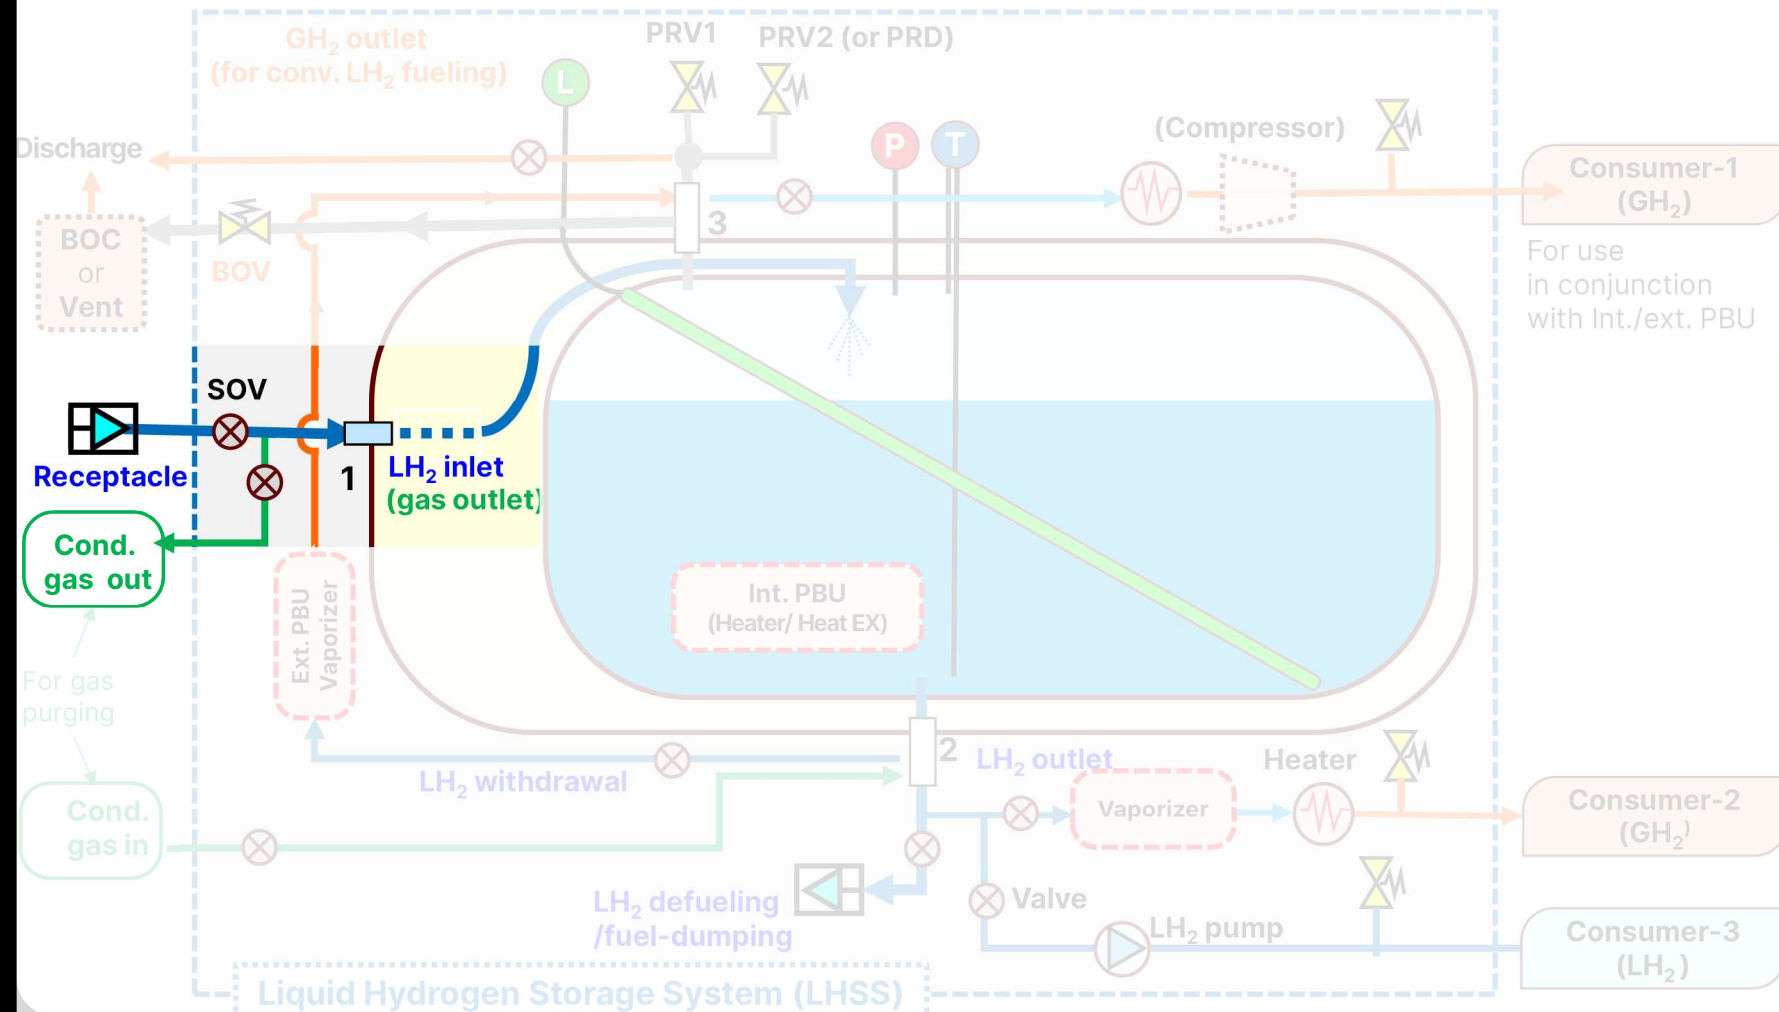 GH2 outlet
(for conv. LH2 fueling)
PRV1
PRV2 (or PRD)
L
P
T
(Compressor)
Discharge
Consumer-1
(GH2)
BOC
or
Vent
BOV
3
For use
in conjunction
with Int./ext. PBU
SOV
Receptacle
1
LH2 inlet
(gas outlet)
Cond.
gas out
Ext. PBU
Vaporizer
Int. PBU
(Heater/ Heat EX)
For gas
purging
2
LH2 outlet
Heater
LH2 withdrawal
Vaporizer
Consumer-2
(GH2)
Cond.
gas in
LH2 defueling
/fuel-dumping
Valve
LH2 pump
Consumer-3
(LH2)
Liquid Hydrogen Storage System (LHSS)